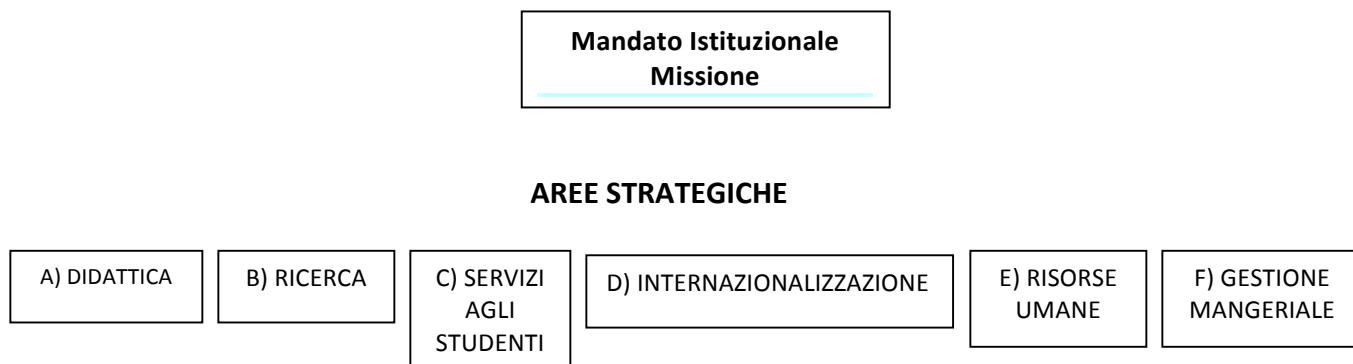 Mandato Istituzionale
Missione
AREE STRATEGICHE
A) DIDATTICA
B) RICERCA
C) SERVIZI
AGLI
STUDENTI
D) INTERNAZIONALIZZAZIONE
E) RISORSE
UMANE
F) GESTIONE
MANGERIALE